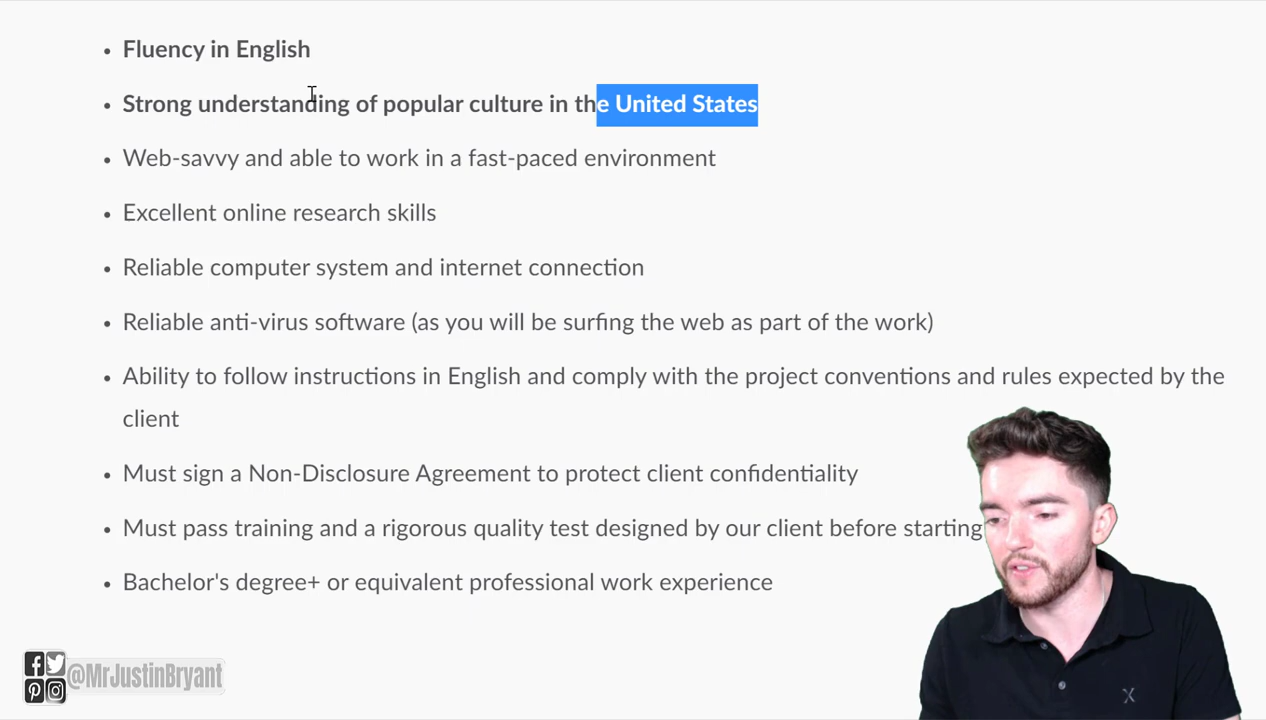 Fluency in English
Strong understanding of popular culture in the United States
Web-savvy and able to work in a fast-paced environment
Excellent online research skills
Reliable computer system and internet connection
Reliable anti-virus software (as you will be surfing the web as part of the work)
Ability to follow instructions in English and comply with the project conventions and rules expected by the
client
Must sign a Non-Disclosure Agreement to protect client confidentiality
Must pass training and a rigorous quality test designed by our client before starting
Bachelor's degree+ or equivalent professional work experience
@MrJustinBryant